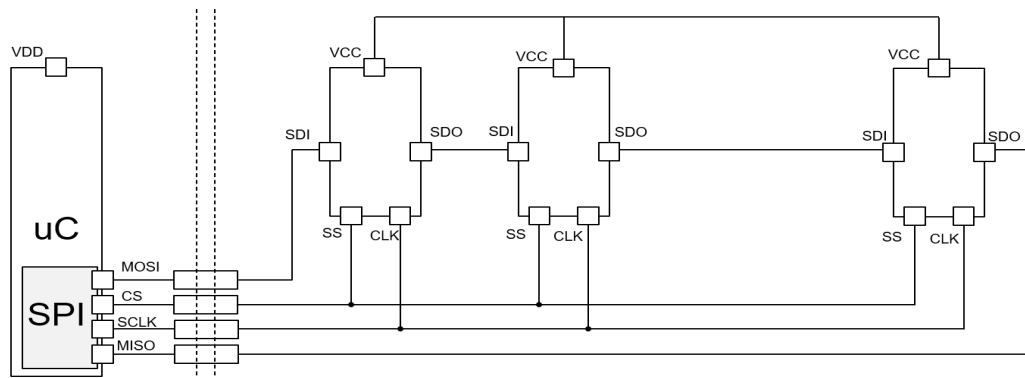 VDD
VCC
VCC
VCC
SDI
SDO
SDI
SDO
SDI
SDO
uC
SS
CLK
SS
CLK
SS
CLK
SPI
MOSI
CS
SCLK
MISO